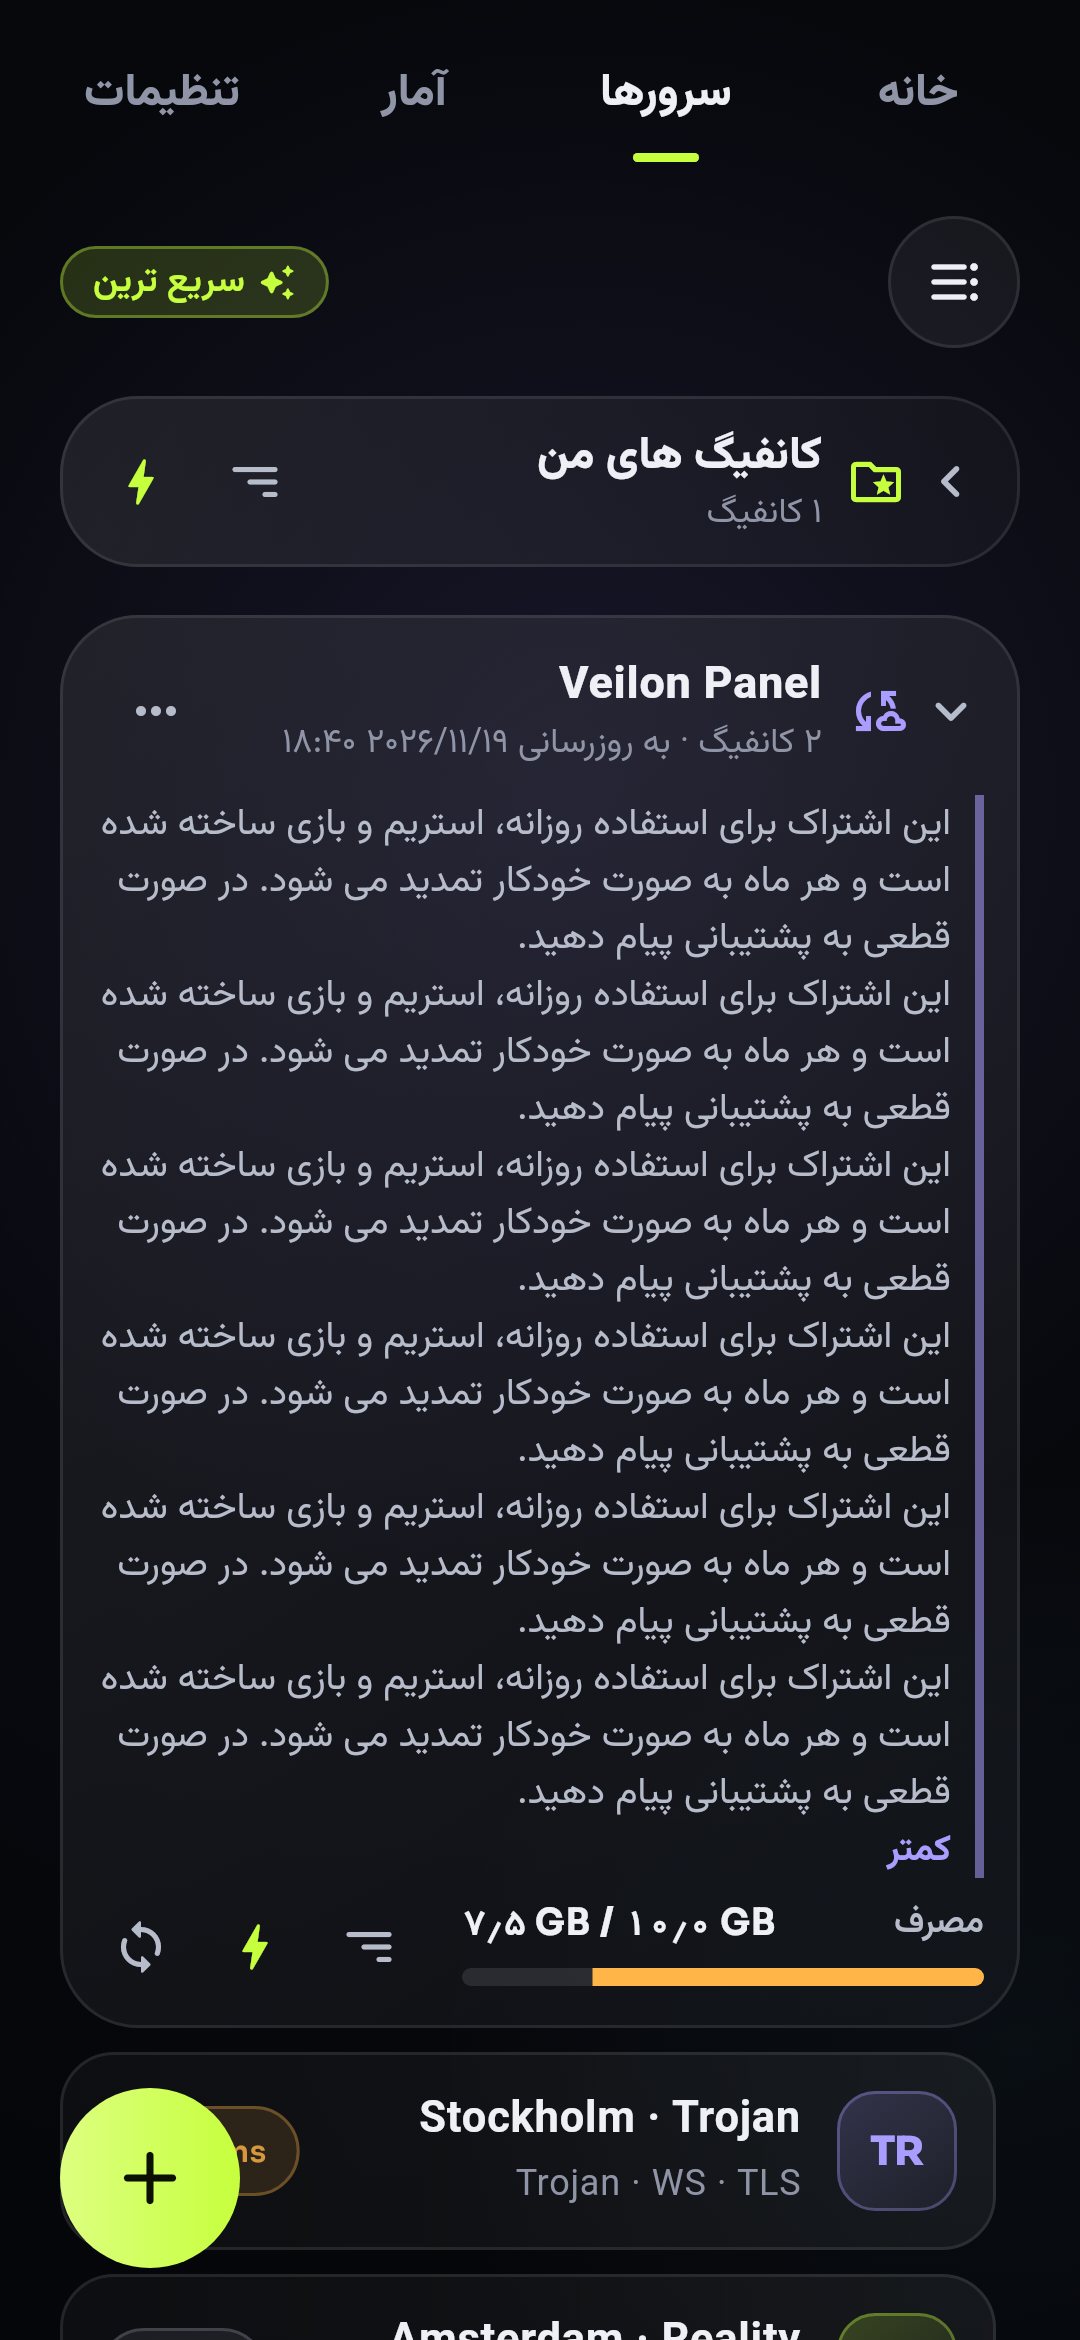 خانه
سرورها
آمار
تنظیمات
سریع ترین
کانفیگ های من
۱ کانفیگ
Veilon Panel
۲ کانفیگ · به روزرسانی ۲۰۲۶/۱۱/۱۹ ۱۸:۴۰
این اشتراک برای استفاده روزانه، استریم و بازی ساخته شده
است و هر ماه به صورت خودکار تمدید می شود. در صورت
قطعی به پشتیبانی پیام دهید.
این اشتراک برای استفاده روزانه، استریم و بازی ساخته شده
است و هر ماه به صورت خودکار تمدید می شود. در صورت
قطعی به پشتیبانی پیام دهید.
این اشتراک برای استفاده روزانه، استریم و بازی ساخته شده
است و هر ماه به صورت خودکار تمدید می شود. در صورت
قطعی به پشتیبانی پیام دهید.
این اشتراک برای استفاده روزانه، استریم و بازی ساخته شده
است و هر ماه به صورت خودکار تمدید می شود. در صورت
قطعی به پشتیبانی پیام دهید.
این اشتراک برای استفاده روزانه، استریم و بازی ساخته شده
است و هر ماه به صورت خودکار تمدید می شود. در صورت
قطعی به پشتیبانی پیام دهید.
این اشتراک برای استفاده روزانه، استریم و بازی ساخته شده
است و هر ماه به صورت خودکار تمدید می شود. در صورت
قطعی به پشتیبانی پیام دهید.
کمتر
مصرف
۷٫۵ GB / ۱۰٫۰ GB
TR
Stockholm · Trojan
Trojan · WS · TLS
Amsterdam · Reality